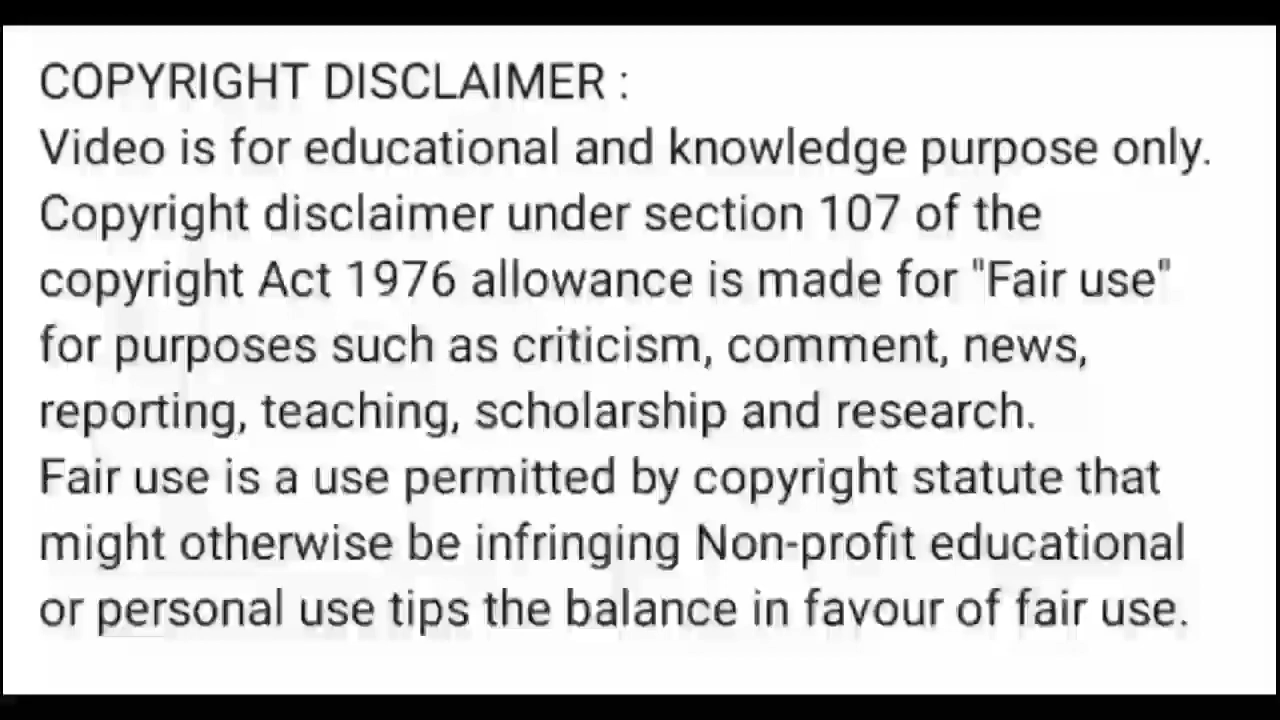 COPYRIGHT DISCLAIMER :
Video is for educational and knowledge purpose only.
Copyright disclaimer under section 107 of the
copyright Act 1976 allowance is made for "Fair use"
for purposes such as criticism, comment, news,
reporting, teaching, scholarship and research.
Fair use is a use permitted by copyright statute that
might otherwise be infringing Non-profit educational
or personal use tips the balance in favour of fair use.